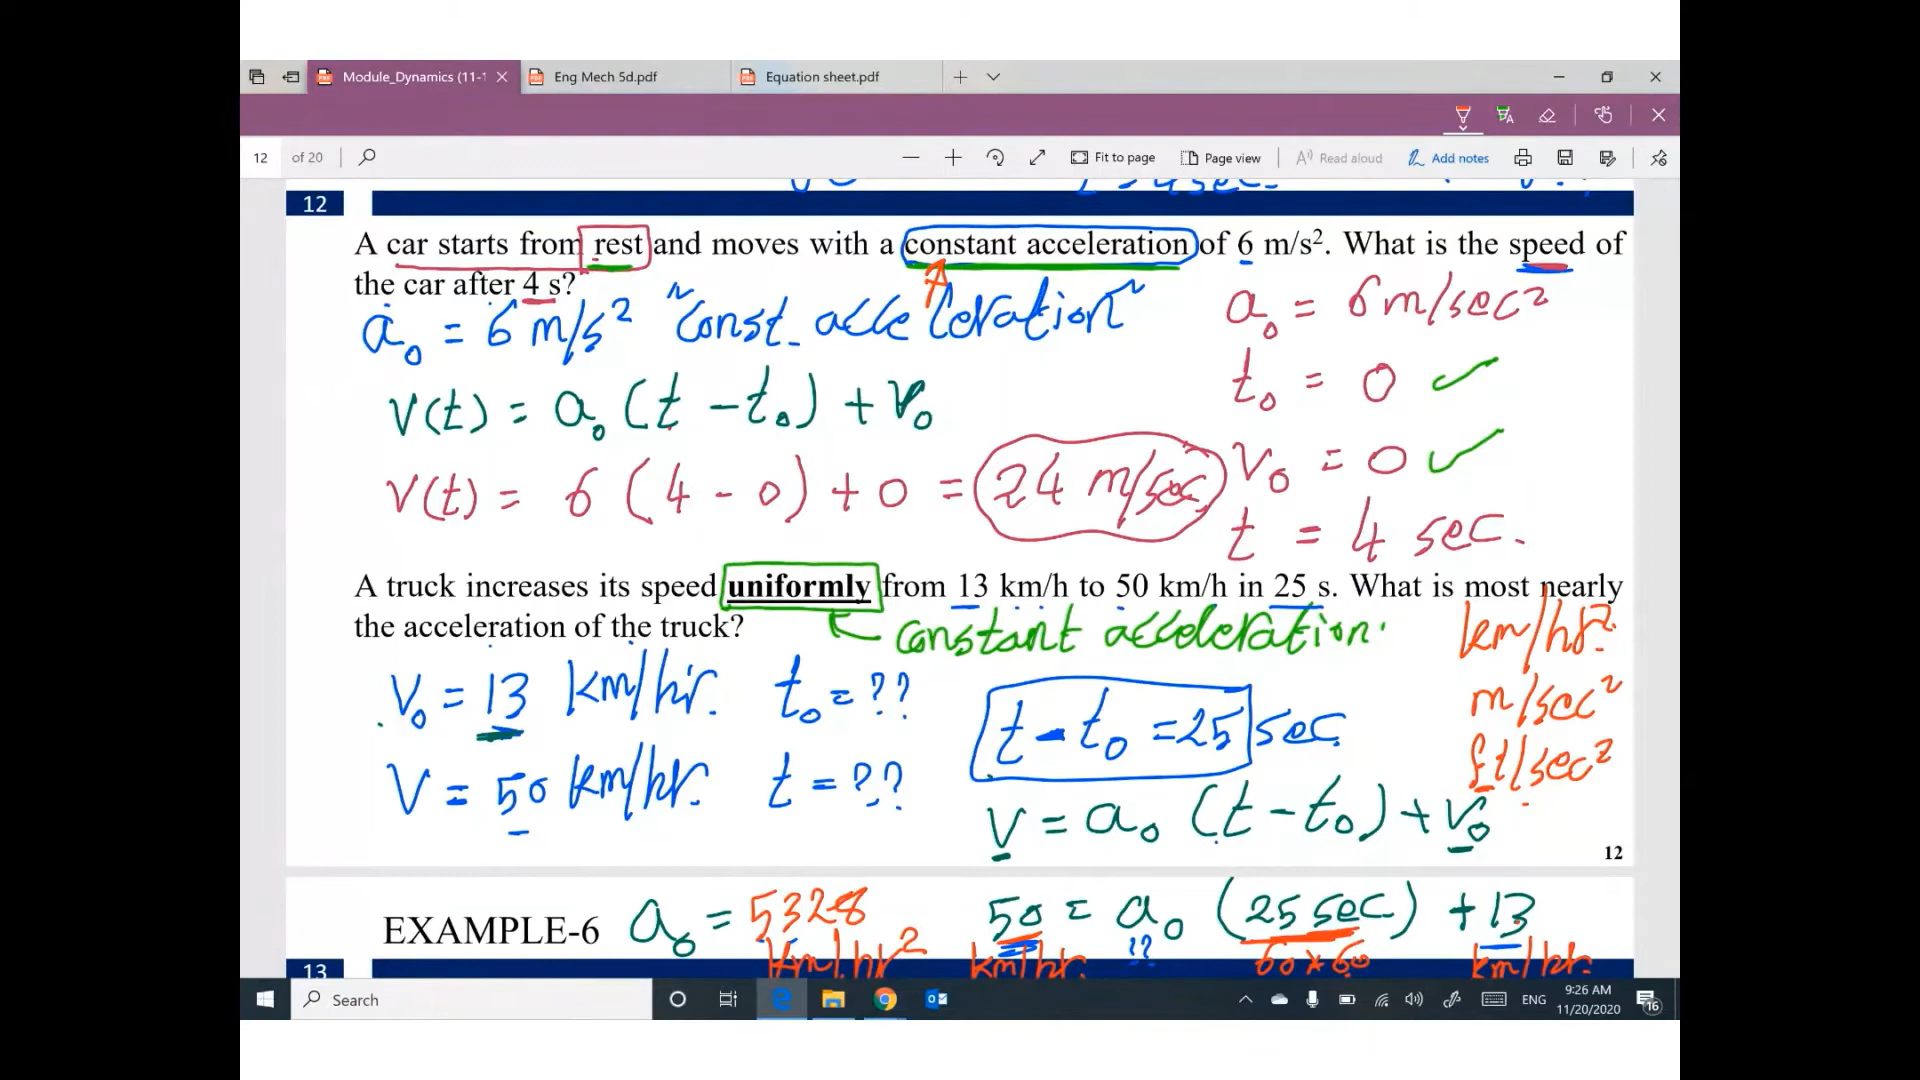 Module_Dynamics (11-1
Eng Mech 5d.pdf
Equation sheet.pdf
12 of 20
Fit to page
Page view
Read aloud
Add notes
t = 4 sec.
12
A car starts from rest and moves with a constant acceleration of 6 m/s². What is the speed of
the car after 4 s?
a₀ = 6 m/s² "const. acceleration"
a₀ = 6 m/sec²
t₀ = 0 ✓
v(t) = a₀ (t - t₀) + v₀
v₀ = 0 ✓
v(t) = 6 (4 - 0) + 0 = 24 m/sec
t = 4 sec.
A truck increases its speed uniformly from 13 km/h to 50 km/h in 25 s. What is most nearly
the acceleration of the truck?
constant acceleration.
km/hr²
m/sec²
ft/sec²
v₀ = 13 km/hr. t₀ = ??
t - t₀ = 25 sec
v = 50 km/hr. t = ??
v = a₀ (t - t₀) + v₀
12
EXAMPLE-6
a₀ = 5328 km/hr²
50 = a₀ (25 sec) + 13
km/hr. ?? 60*60 km/hr.
13
Search
ENG
9:26 AM
11/20/2020
16